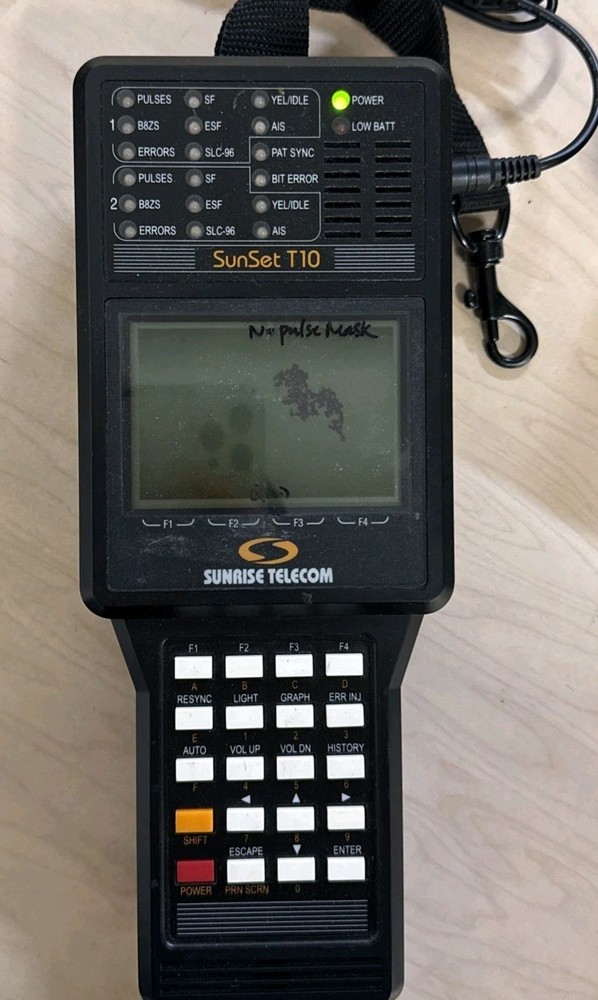 PULSES SF YEL/IDLE POWER
1 B8ZS ESF AIS LOW BATT
ERRORS SLC-96 PAT SYNC
PULSES SF BIT ERROR
2 B8ZS ESF YEL/IDLE
ERRORS SLC-96 AIS
SunSet T10
No pulse Mask
F1 F2 F3 F4
SUNRISE TELECOM
F1 F2 F3 F4
A B C D
RESYNC LIGHT GRAPH ERR INJ
E 1 2 3
AUTO VOL UP VOL DN HISTORY
F 4 5 6
◀ ▲ ▶
SHIFT 7 8 9
ESCAPE ▼ ENTER
POWER PRN SCRN 0